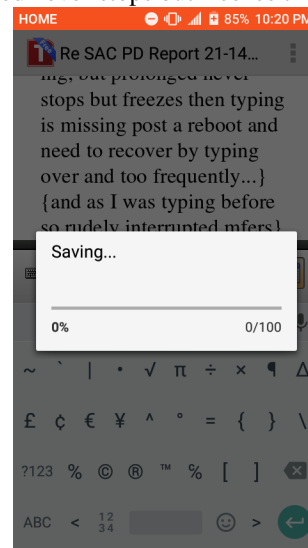 HOME 85% 10:20 PM
Re SAC PD Report 21-14...
ing, but prolonged never
stops but freezes then typing
is missing post a reboot and
need to recover by typing
over and too frequently...}
{and as I was typing before
so rudely interrupted mfers}
Saving...
0% 0/100
~ ` | • √ π ÷ × ¶ Δ
£ ¢ € ¥ ^ ° = { } \
?123 % © ® ™ ℅ [ ]
ABC < 12 34 >